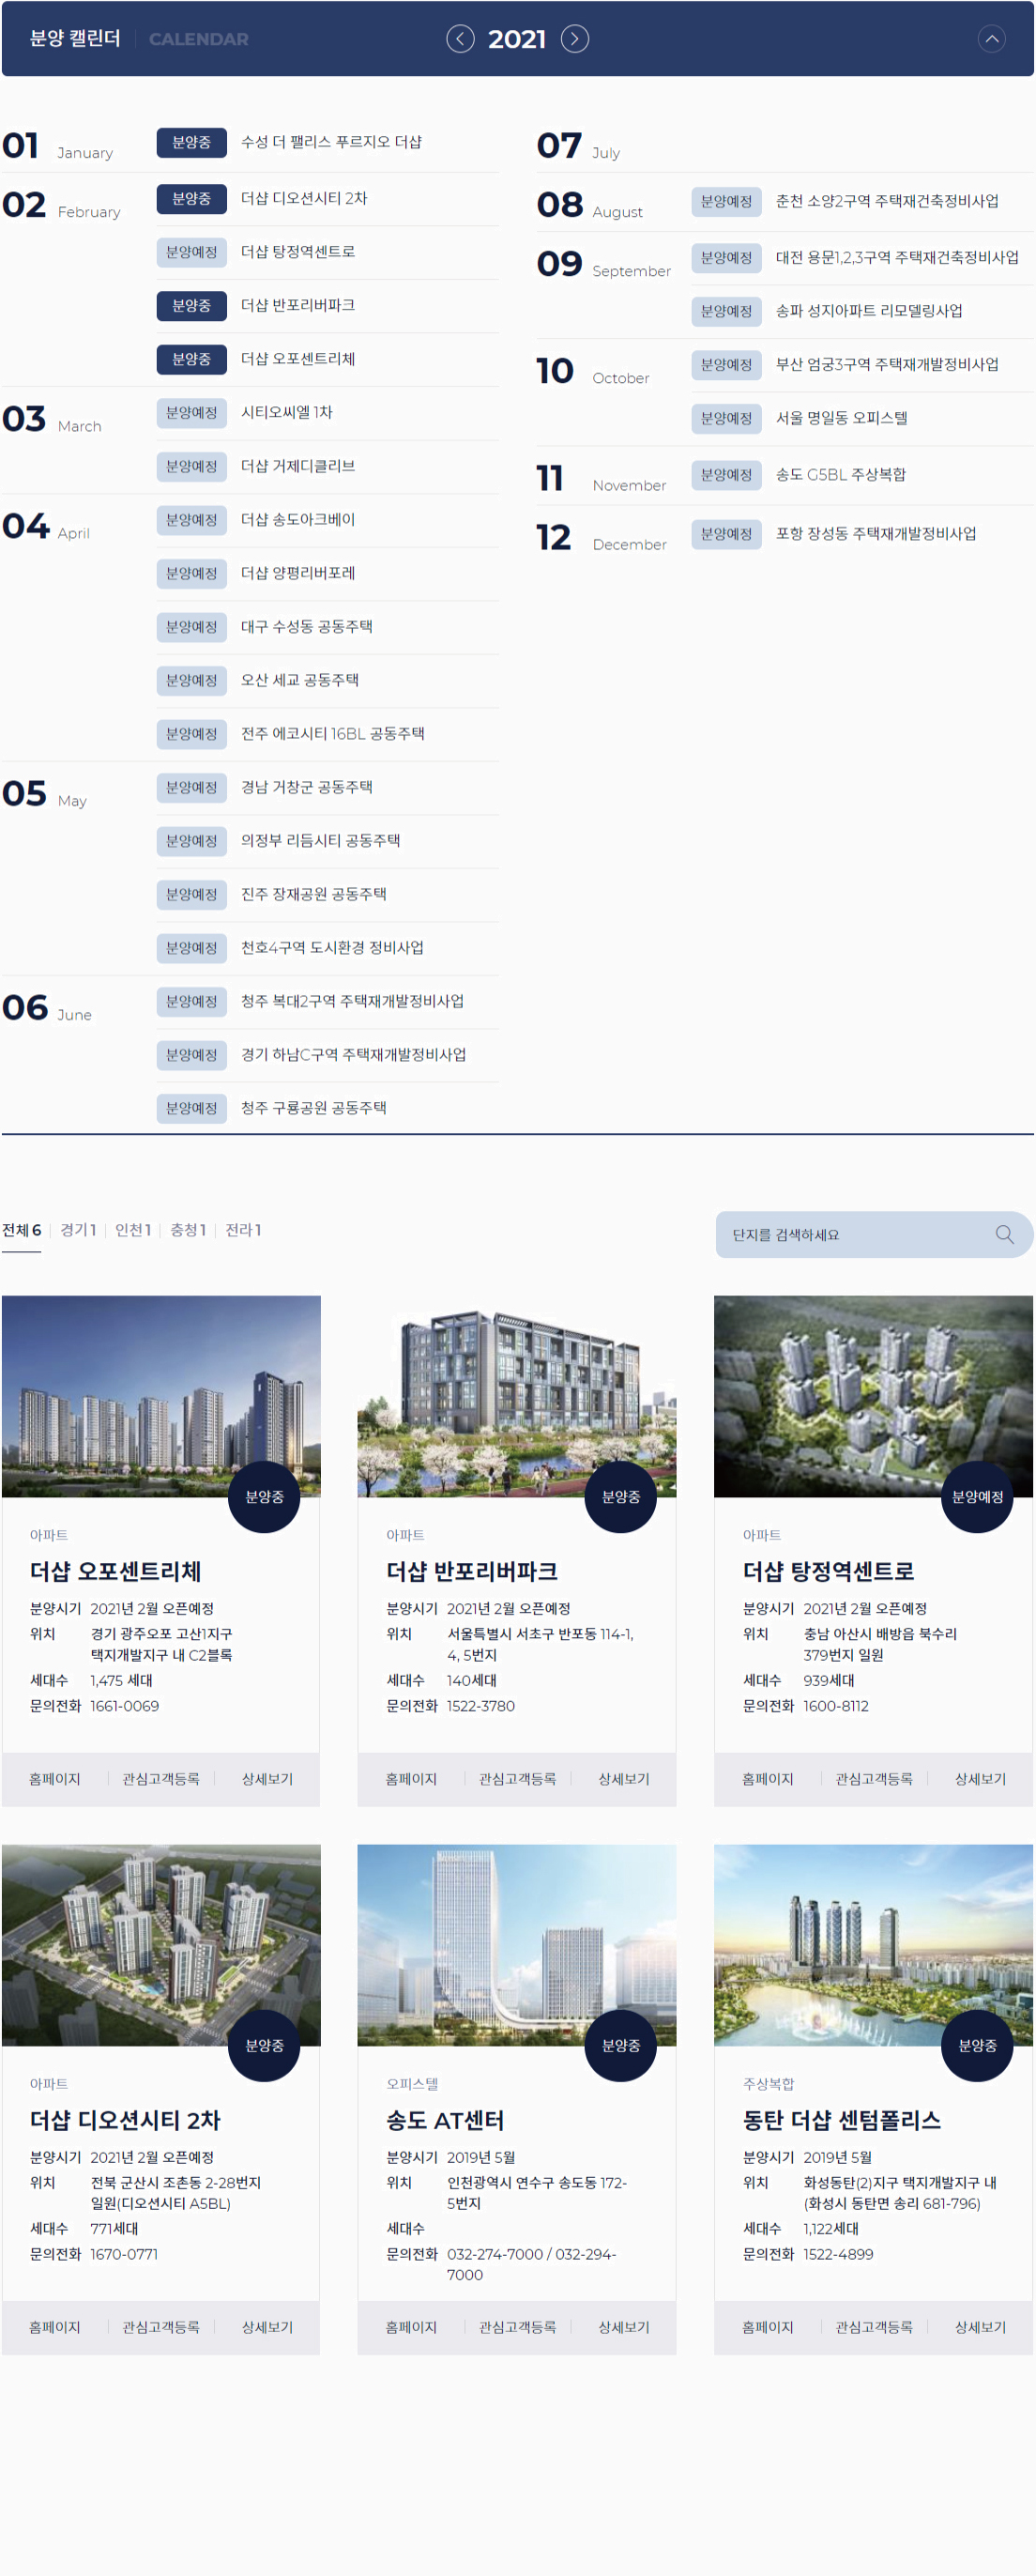 분양 캘린더 CALENDAR
2021
01 January 분양중 수성 더 팰리스 푸르지오 더샵
02 February 분양중 더샵 디오션시티 2차
분양예정 더샵 탕정역센트로
분양중 더샵 반포리버파크
분양중 더샵 오포센트리체
03 March 분양예정 시티오씨엘 1차
분양예정 더샵 거제디클리브
04 April 분양예정 더샵 송도아크베이
분양예정 더샵 양평리버포레
분양예정 대구 수성동 공동주택
분양예정 오산 세교 공동주택
분양예정 전주 에코시티 16BL 공동주택
05 May 분양예정 경남 거창군 공동주택
분양예정 의정부 리듬시티 공동주택
분양예정 진주 장재공원 공동주택
분양예정 천호4구역 도시환경 정비사업
06 June 분양예정 청주 복대2구역 주택재개발정비사업
분양예정 경기 하남C구역 주택재개발정비사업
분양예정 청주 구룡공원 공동주택
07 July
08 August 분양예정 춘천 소양2구역 주택재건축정비사업
09 September 분양예정 대전 용문1,2,3구역 주택재건축정비사업
분양예정 송파 성지아파트 리모델링사업
10 October 분양예정 부산 엄궁3구역 주택재개발정비사업
분양예정 서울 명일동 오피스텔
11 November 분양예정 송도 G5BL 주상복합
12 December 분양예정 포항 장성동 주택재개발정비사업
전체 6 경기 1 인천 1 충청 1 전라 1
단지를 검색하세요
분양중
아파트
더샵 오포센트리체
분양시기 2021년 2월 오픈예정
위치 경기 광주오포 고산1지구
택지개발지구 내 C2블록
세대수 1,475 세대
문의전화 1661-0069
홈페이지 관심고객등록 상세보기
분양중
아파트
더샵 반포리버파크
분양시기 2021년 2월 오픈예정
위치 서울특별시 서초구 반포동 114-1,
4, 5번지
세대수 140세대
문의전화 1522-3780
홈페이지 관심고객등록 상세보기
분양예정
아파트
더샵 탕정역센트로
분양시기 2021년 2월 오픈예정
위치 충남 아산시 배방읍 북수리
379번지 일원
세대수 939세대
문의전화 1600-8112
홈페이지 관심고객등록 상세보기
분양중
아파트
더샵 디오션시티 2차
분양시기 2021년 2월 오픈예정
위치 전북 군산시 조촌동 2-28번지
일원(디오션시티 A5BL)
세대수 771세대
문의전화 1670-0771
홈페이지 관심고객등록 상세보기
분양중
오피스텔
송도 AT센터
분양시기 2019년 5월
위치 인천광역시 연수구 송도동 172-
5번지
세대수
문의전화 032-274-7000 / 032-294-
7000
홈페이지 관심고객등록 상세보기
분양중
주상복합
동탄 더샵 센텀폴리스
분양시기 2019년 5월
위치 화성동탄(2)지구 택지개발지구 내
(화성시 동탄면 송리 681-796)
세대수 1,122세대
문의전화 1522-4899
홈페이지 관심고객등록 상세보기